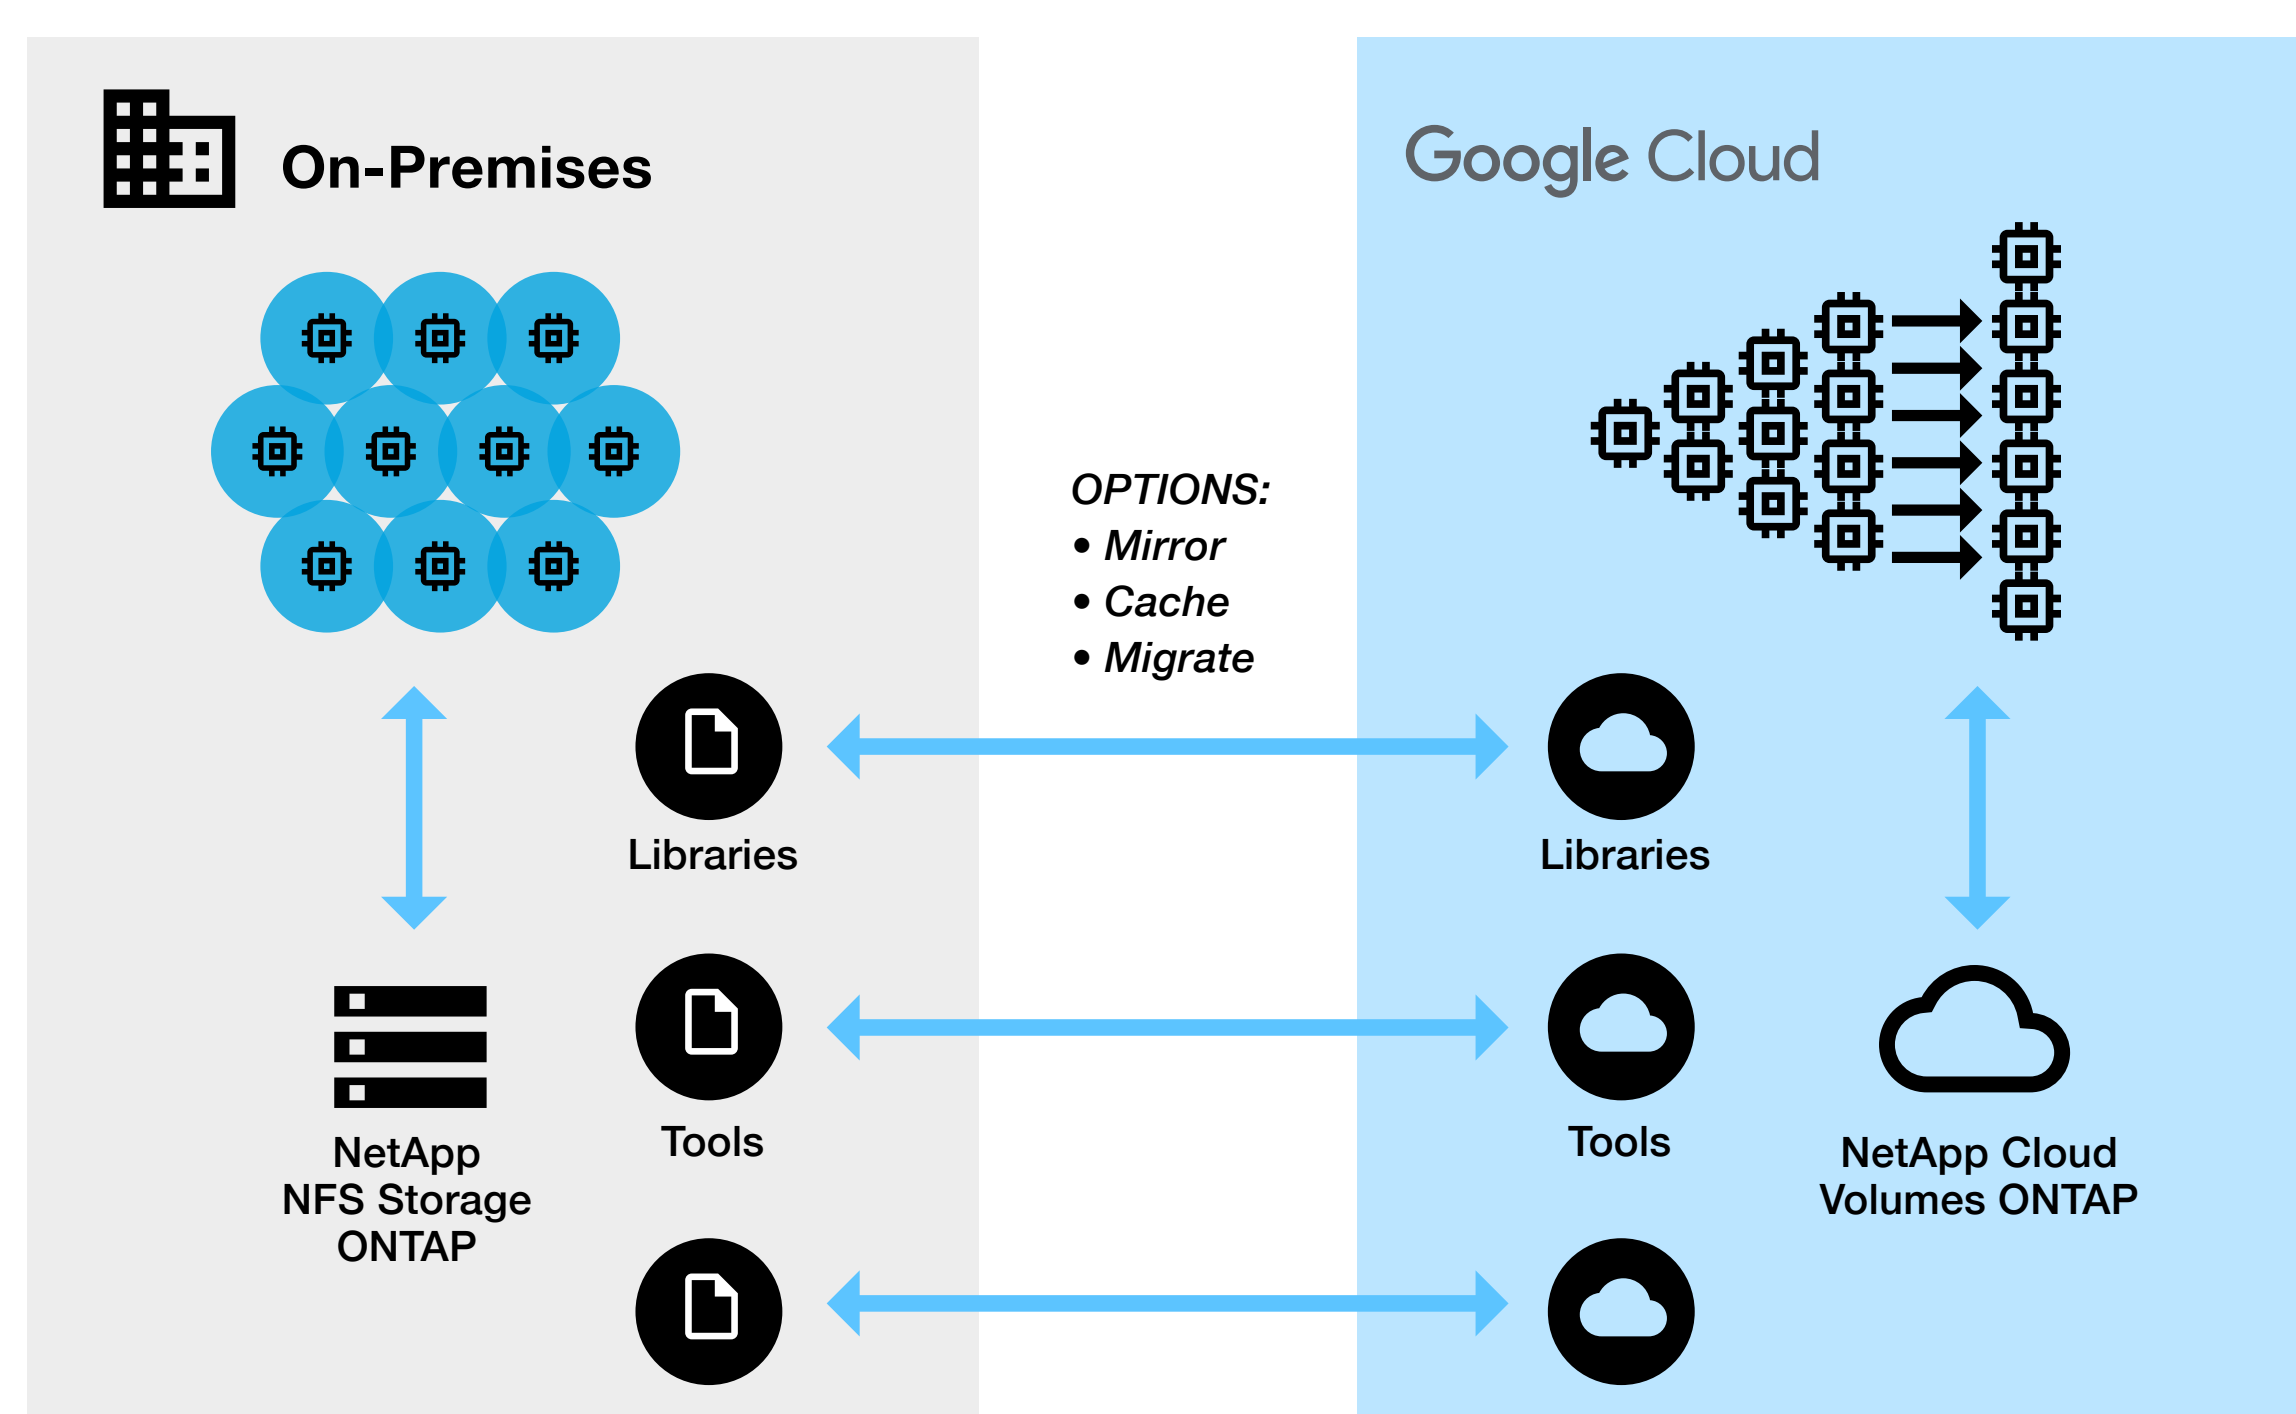 On-Premises
Google Cloud
OPTIONS:
• Mirror
• Cache
• Migrate
Libraries
Libraries
Tools
Tools
NetApp
NFS Storage
ONTAP
NetApp Cloud
Volumes ONTAP